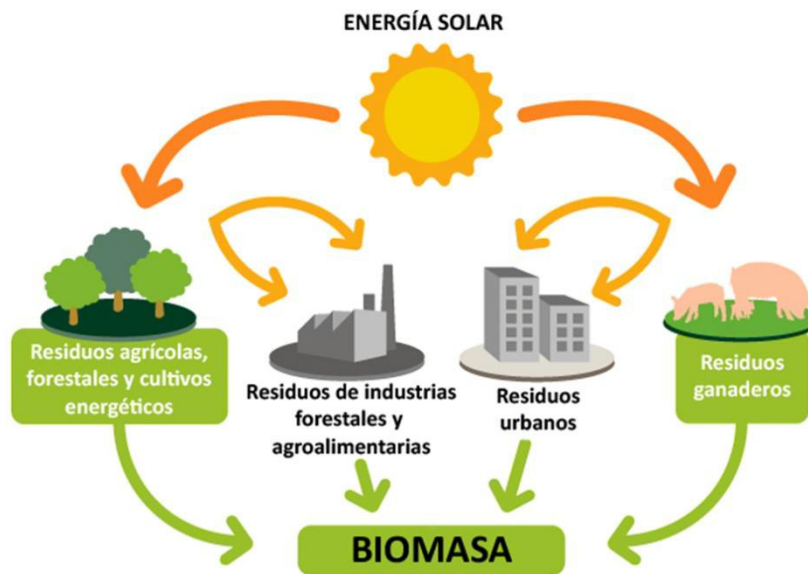 ENERGÍA SOLAR
Residuos agrícolas,
forestales y cultivos
energéticos
Residuos de industrias
forestales y
agroalimentarias
Residuos
urbanos
Residuos
ganaderos
BIOMASA